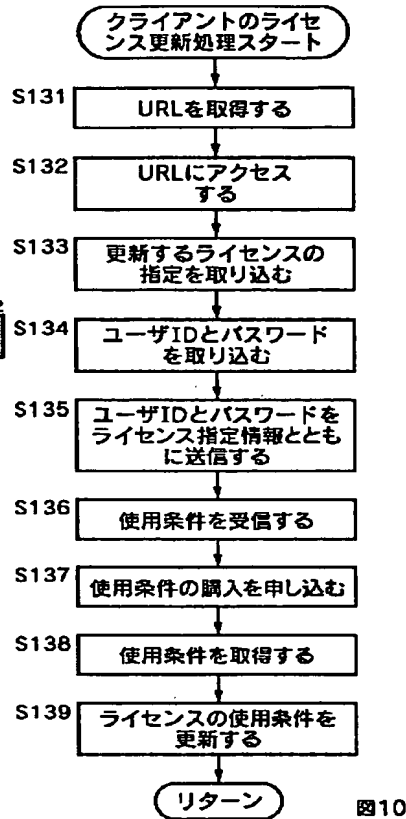 クライアントのライセ
ンス更新処理スタート
S131
URLを取得する
S132
URLにアクセス
する
S133
更新するライセンスの
指定を取り込む
S134
ユーザIDとパスワード
を取り込む
S135
ユーザIDとパスワードを
ライセンス指定情報ととも
に送信する
S136
使用条件を受信する
S137
使用条件の購入を申し込む
S138
使用条件を取得する
S139
ライセンスの使用条件を
更新する
リターン
図10